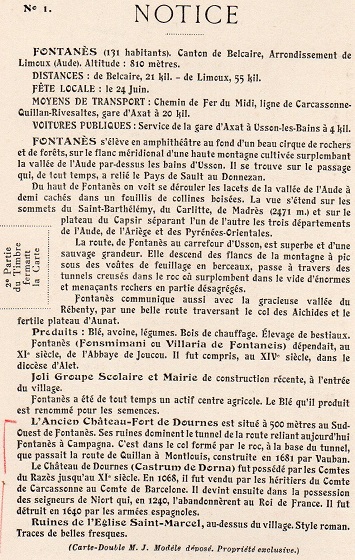 No 1.
NOTICE
FONTANÈS (131 habitants). Canton de Belcaire, Arrondissement de
Limoux (Aude). Altitude : 810 mètres.
DISTANCES : de Belcaire, 21 kil. – de Limoux, 55 kil.
FÊTE LOCALE : le 24 Juin.
MOYENS DE TRANSPORT : Chemin de Fer du Midi, ligne de Carcassonne-
Quillan-Rivesaltes, gare d'Axat à 20 kil.
VOITURES PUBLIQUES : Service de la gare d'Axat à Usson-les-Bains à 4 kil.
FONTANÈS s'élève en amphithéâtre au fond d'un beau cirque de rochers
et de forêts, sur le flanc méridional d'une haute montagne cultivée surplombant
la vallée de l'Aude par-dessus les bains d'Usson. Il se trouve sur le passage
qui, de tout temps, a relié le Pays de Sault au Donnezan.
Du haut de Fontanès on voit se dérouler les lacets de la vallée de l'Aude à
demi cachés dans un fouillis de collines boisées. La vue s'étend sur les
sommets du Saint-Barthélémy, du Carlitte, de Madrès (2471 m.) et sur le
plateau du Capsir séparant l'un de l'autre les trois départements
de l'Aude, de l'Ariège et des Pyrénées-Orientales.
La route, de Fontanès au carrefour d'Usson, est superbe et d'une
sauvage grandeur. Elle descend des flancs de la montagne à pic
sous des voûtes de feuillage en berceaux, passe à travers des
tunnels creusés dans le roc où surplombent dans le vide d'énormes
et menaçants rochers en partie désagrégés.
2e Partie
du Timbre
fermant
la Carte
Fontanès communique aussi avec la gracieuse vallée du
Rébenty, par une belle route traversant le col des Aichides et le
fertile plateau d'Aunat.
Produits : Blé, avoine, légumes. Bois de chauffage. Élevage de bestiaux.
Fontanès (Fonsmimani ou Villaria de Fontaneis) dépendait, au
XIe siècle, de l'Abbaye de Joucou. Il fut compris, au XIVe siècle, dans le
diocèse d'Alet.
Joli Groupe Scolaire et Mairie de construction récente, à l'entrée
du village.
Fontanès a été de tout temps un actif centre agricole. Le Blé qu'il produit
est renommé pour les semences.
L'Ancien Château-Fort de Dournes est situé à 500 mètres au Sud-
Ouest de Fontanès. Ses ruines dominent le tunnel de la route reliant aujourd'hui
Fontanès à Campagna. C'est dans le col formé par le roc, à la base du tunnel,
que passait la route de Quillan à Montlouis, construite en 1681 par Vauban.
Le Château de Dournes (Castrum de Dorna) fut possédé par les Comtes
du Razès jusqu'au XIe siècle. En 1068, il fut vendu par les héritiers du Comte
de Carcassonne au Comte de Barcelone. Il devint ensuite dans la possession
des seigneurs de Niort qui, en 1240, l'abandonnèrent au Roi de France. Il fut
détruit en 1640 par les armées espagnoles.
Ruines de l'Église Saint-Marcel, au-dessus du village. Style roman.
Traces de belles fresques.
(Carte-Double M. J. Modèle déposé. Propriété exclusive.)